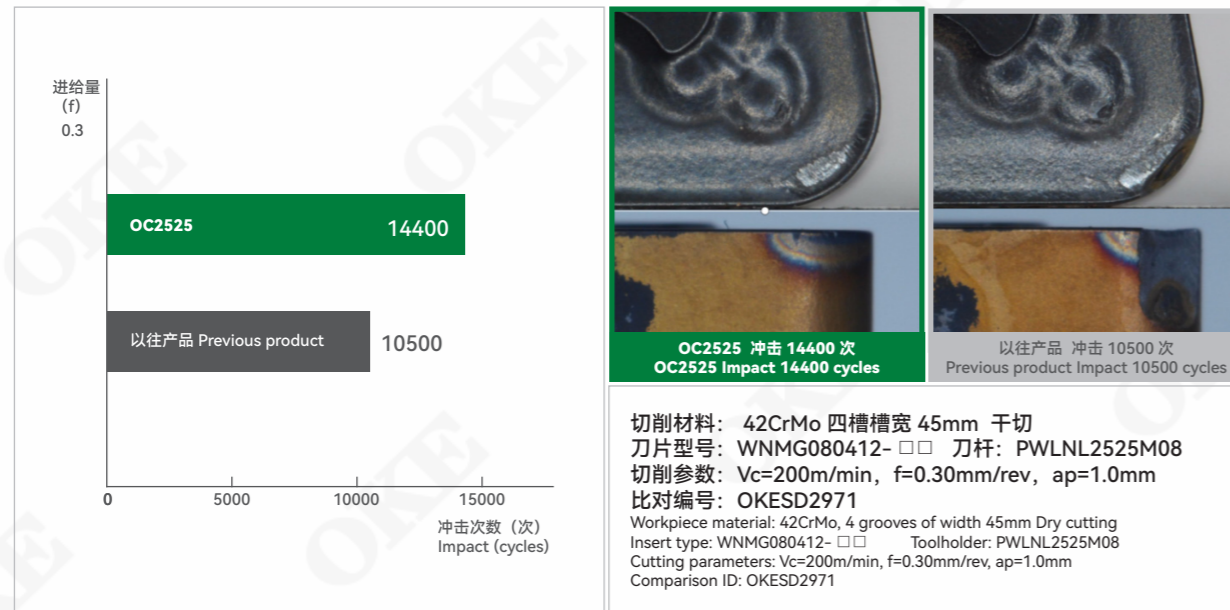 进给量
（f）
0.3
OC2525 14400
以往产品 Previous product 10500
0 5000 10000 15000
冲击次数（次）
Impact (cycles)
OC2525 冲击 14400 次
OC2525 Impact 14400 cycles
以往产品 冲击 10500 次
Previous product Impact 10500 cycles
切削材料： 42CrMo 四槽槽宽 45mm 干切
刀片型号：WNMG080412- □□ 刀杆：PWLNL2525M08
切削参数：Vc=200m/min，f=0.30mm/rev，ap=1.0mm
比对编号：OKESD2971
Workpiece material: 42CrMo, 4 grooves of width 45mm Dry cutting
Insert type: WNMG080412- □□ Toolholder: PWLNL2525M08
Cutting parameters: Vc=200m/min, f=0.30mm/rev, ap=1.0mm
Comparison ID: OKESD2971
OKE
OKE
OKE
OKE